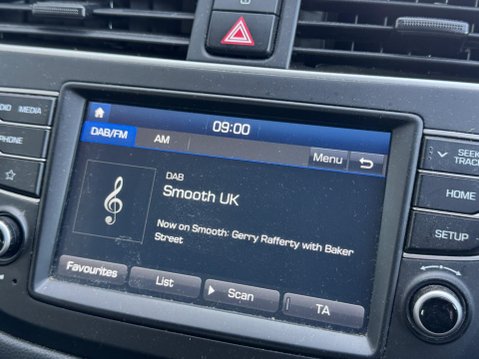 09:00
DAB/FM
AM
Menu
DAB
Smooth UK
Now on Smooth: Gerry Rafferty with Baker
Street
Favourites
List
Scan
TA
MEDIA
PHONE
SEEK
TRACK
HOME
SETUP